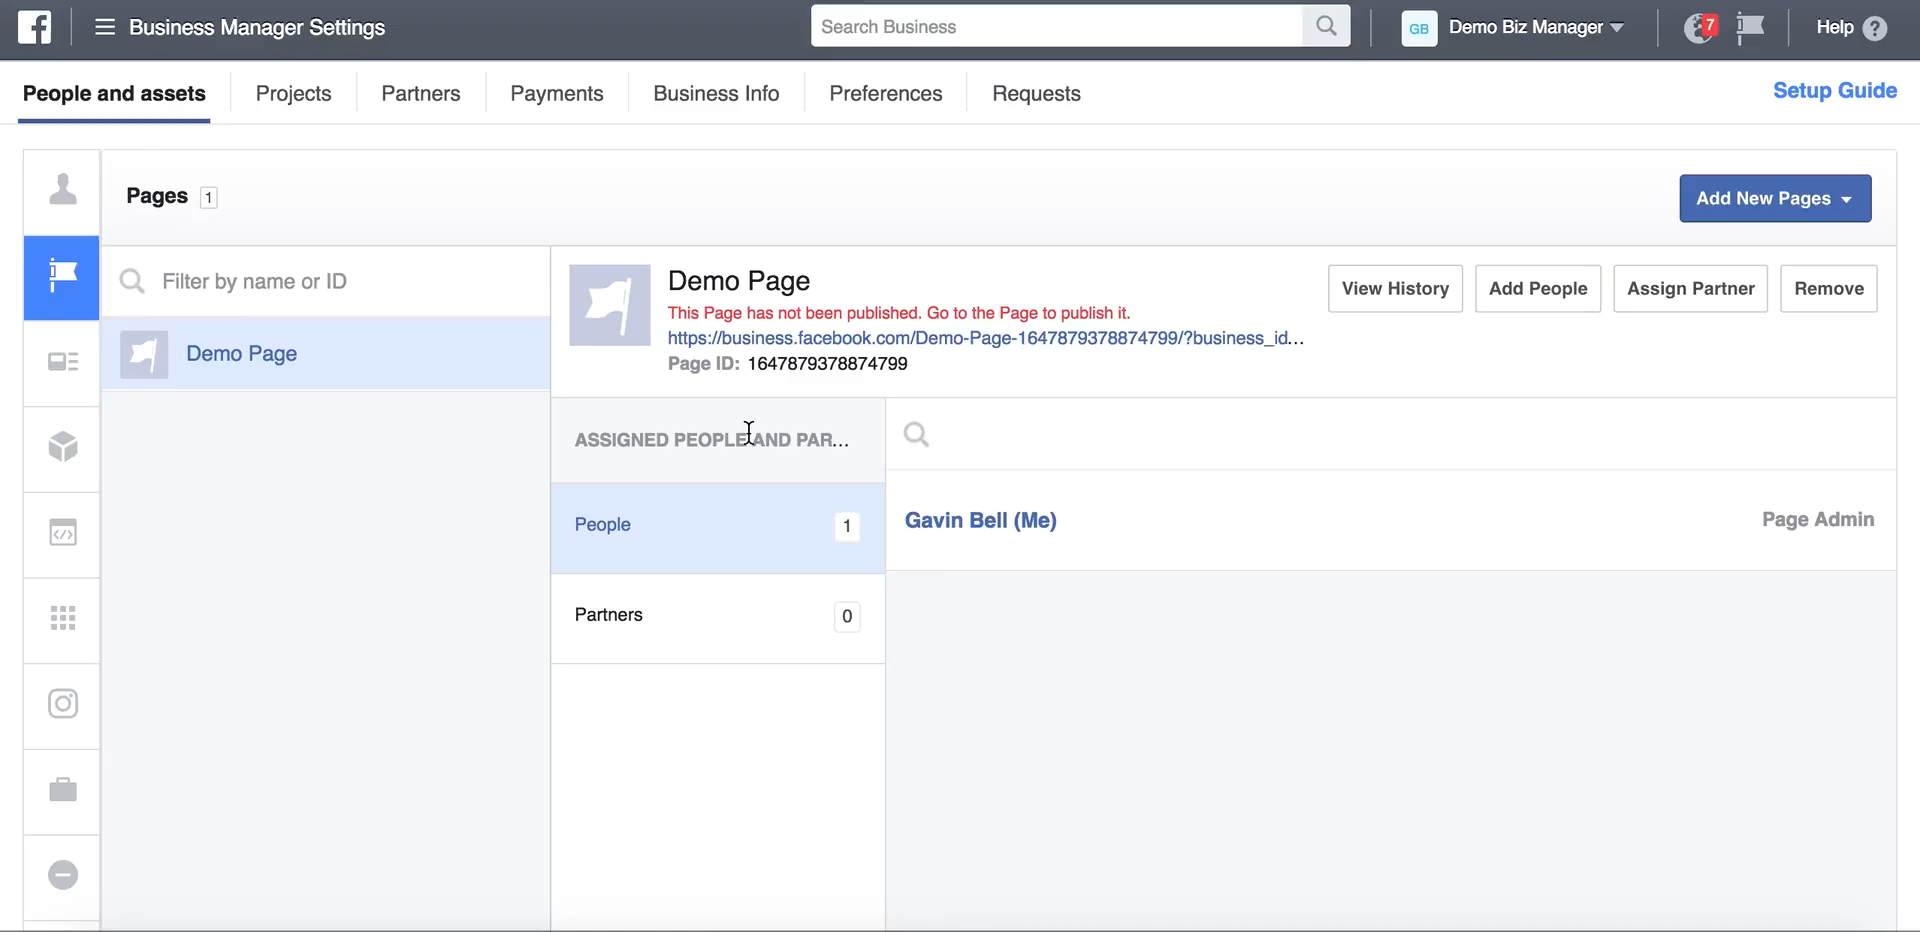 Business Manager Settings
Search Business
GB
Demo Biz Manager
7
Help ?
People and assets
Projects
Partners
Payments
Business Info
Preferences
Requests
Setup Guide
Pages 1
Add New Pages
Filter by name or ID
Demo Page
Demo Page
This Page has not been published. Go to the Page to publish it.
https://business.facebook.com/Demo-Page-1647879378874799/?business_id...
Page ID: 1647879378874799
View History
Add People
Assign Partner
Remove
ASSIGNED PEOPLE AND PAR...
People 1
Gavin Bell (Me)
Page Admin
Partners 0